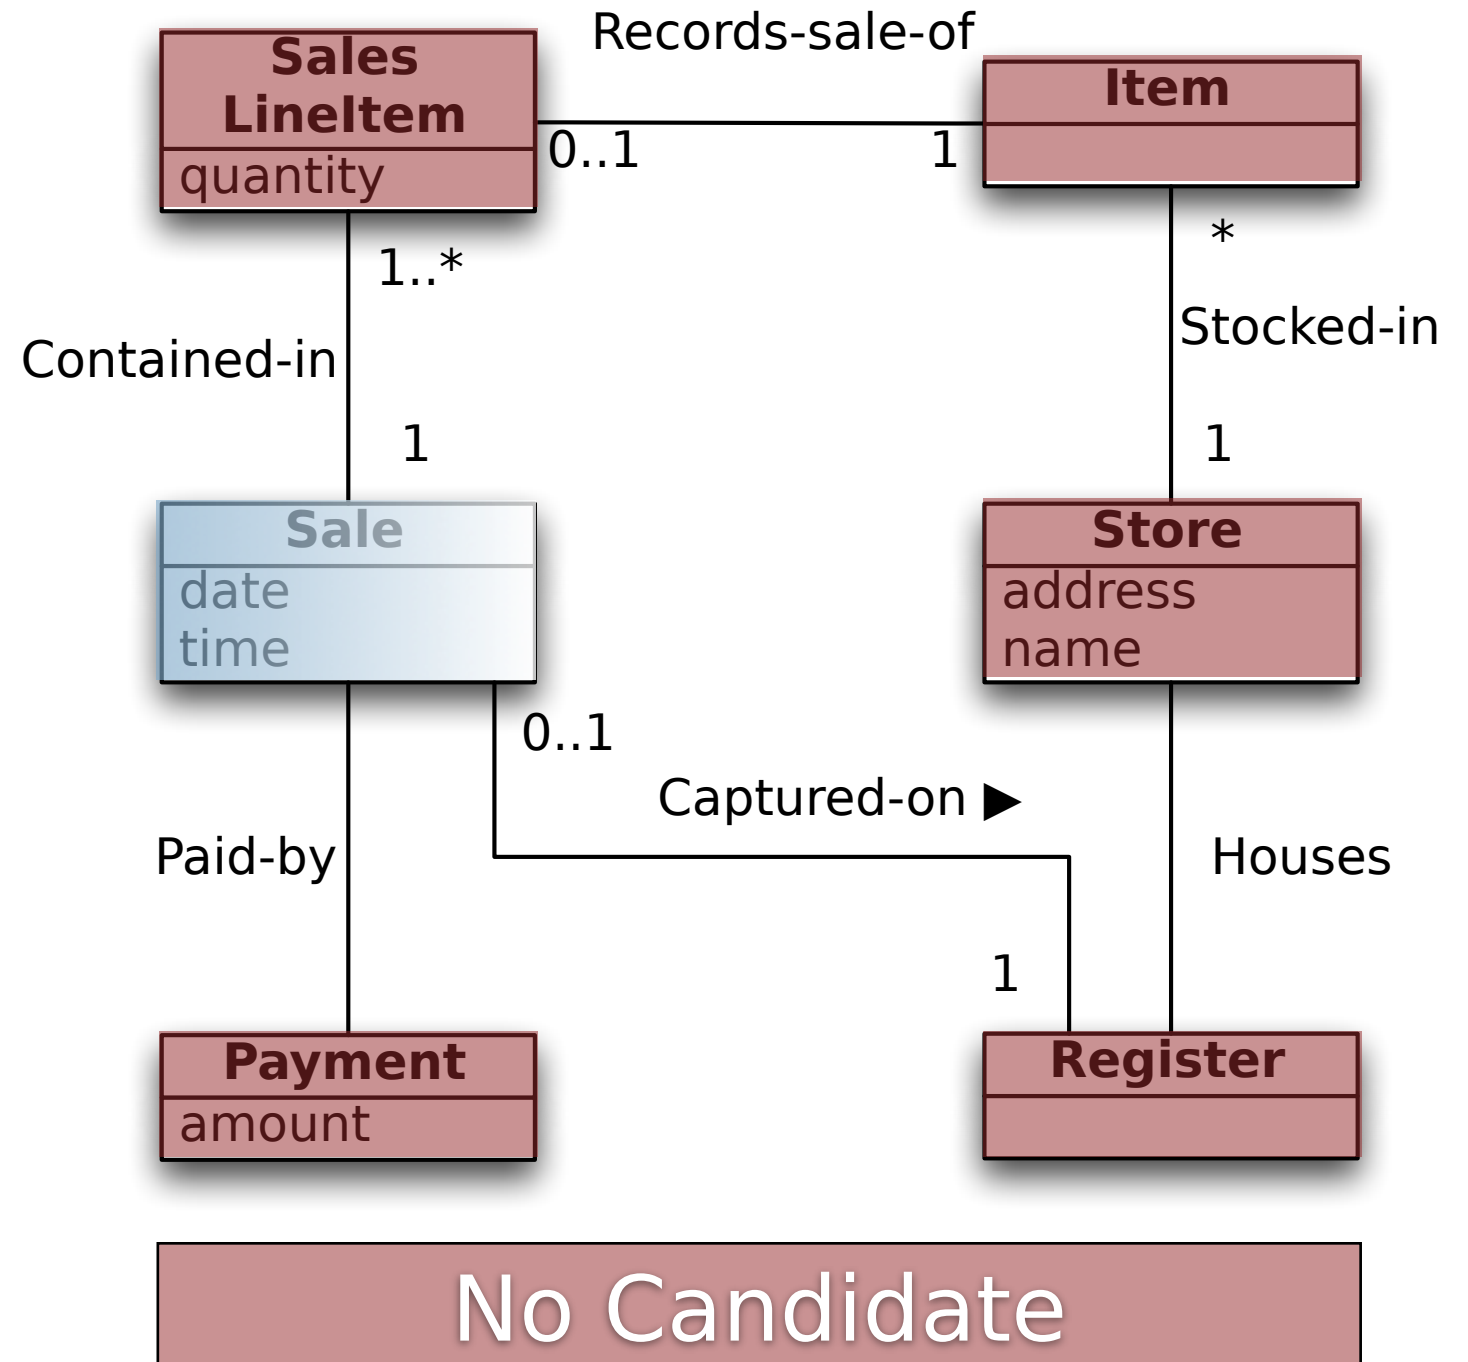 Records-sale-of
Sales
LineItem
quantity
Item
0..1
1
1..*
*
Contained-in
Stocked-in
1
1
Sale
date
time
Store
address
name
0..1
Captured-on ▶
Paid-by
Houses
1
Payment
amount
Register
No Candidate